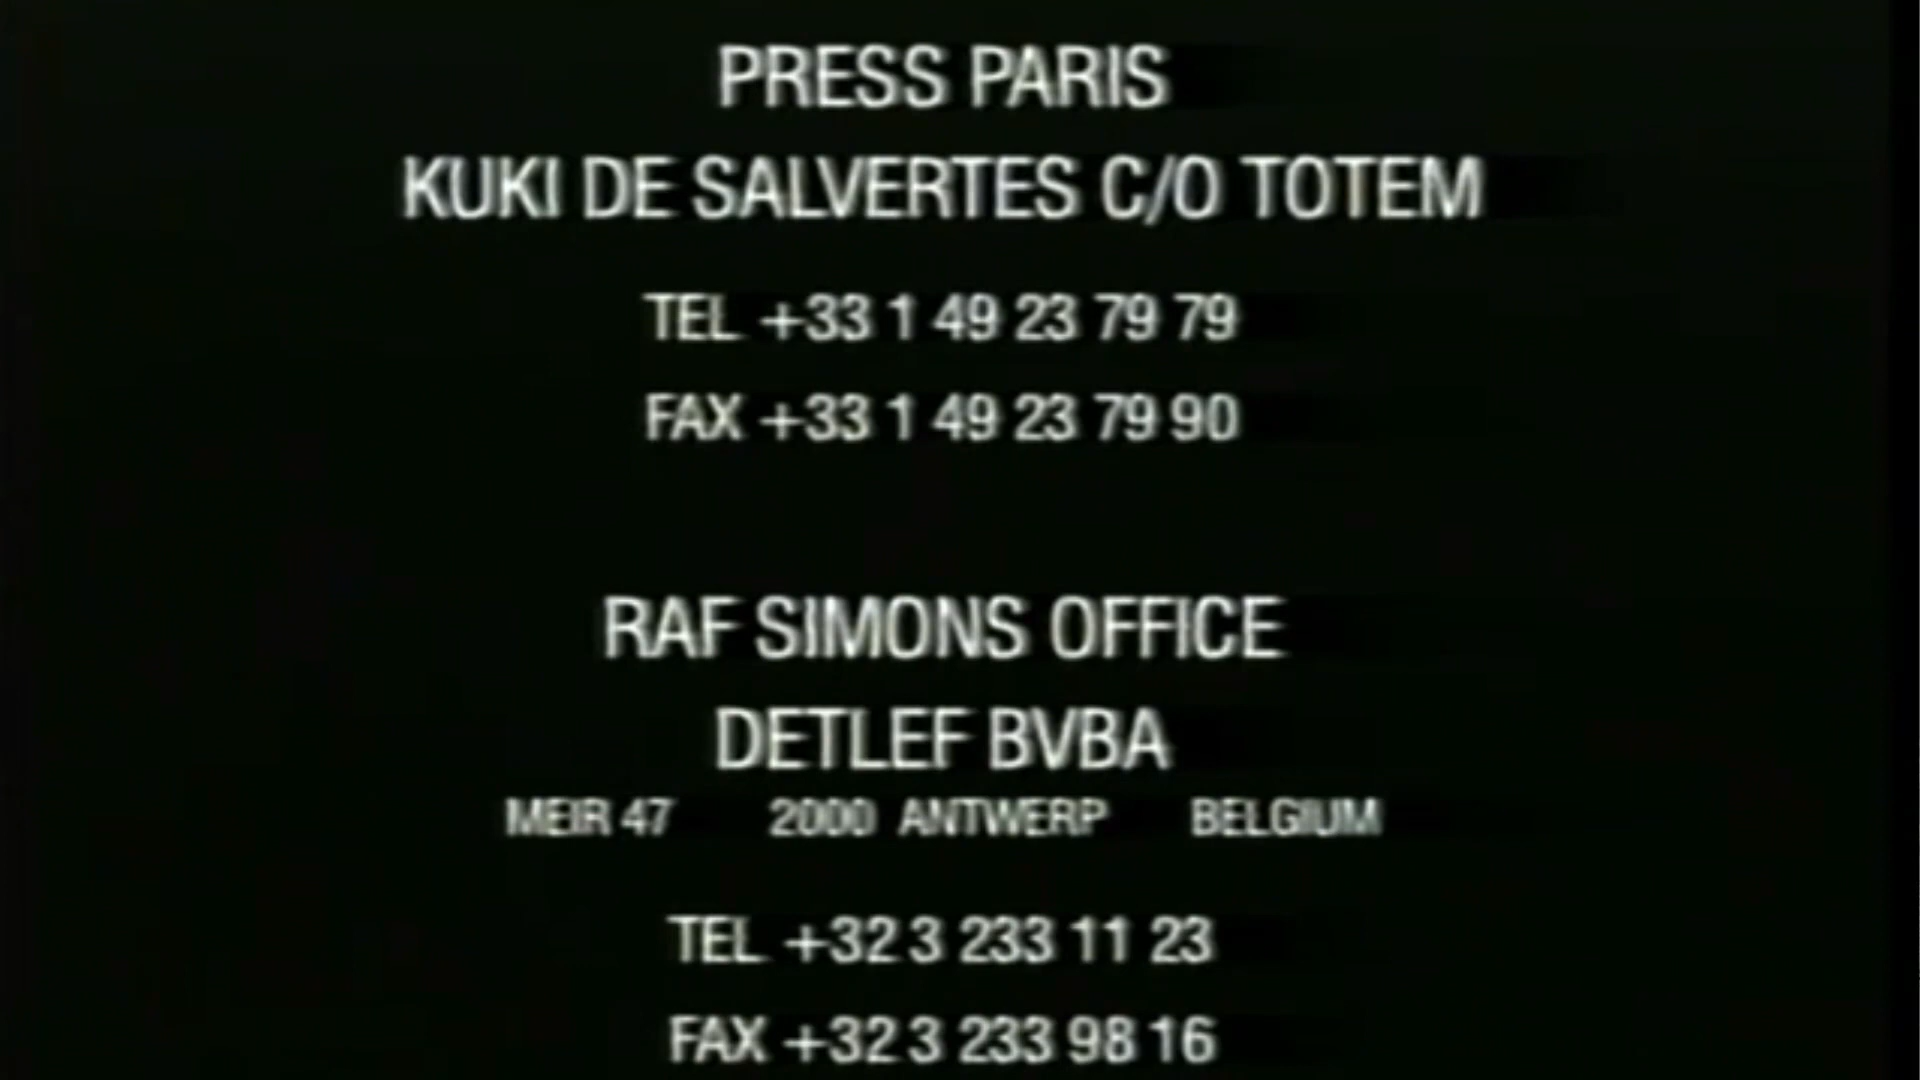 PRESS PARIS
KUKI DE SALVERTES C/O TOTEM
TEL +33 1 49 23 79 79
FAX +33 1 49 23 79 90
RAF SIMONS OFFICE
DETLEF BVBA
MEIR 47 2000 ANTWERP BELGIUM
TEL +32 3 233 11 23
FAX +32 3 233 98 16